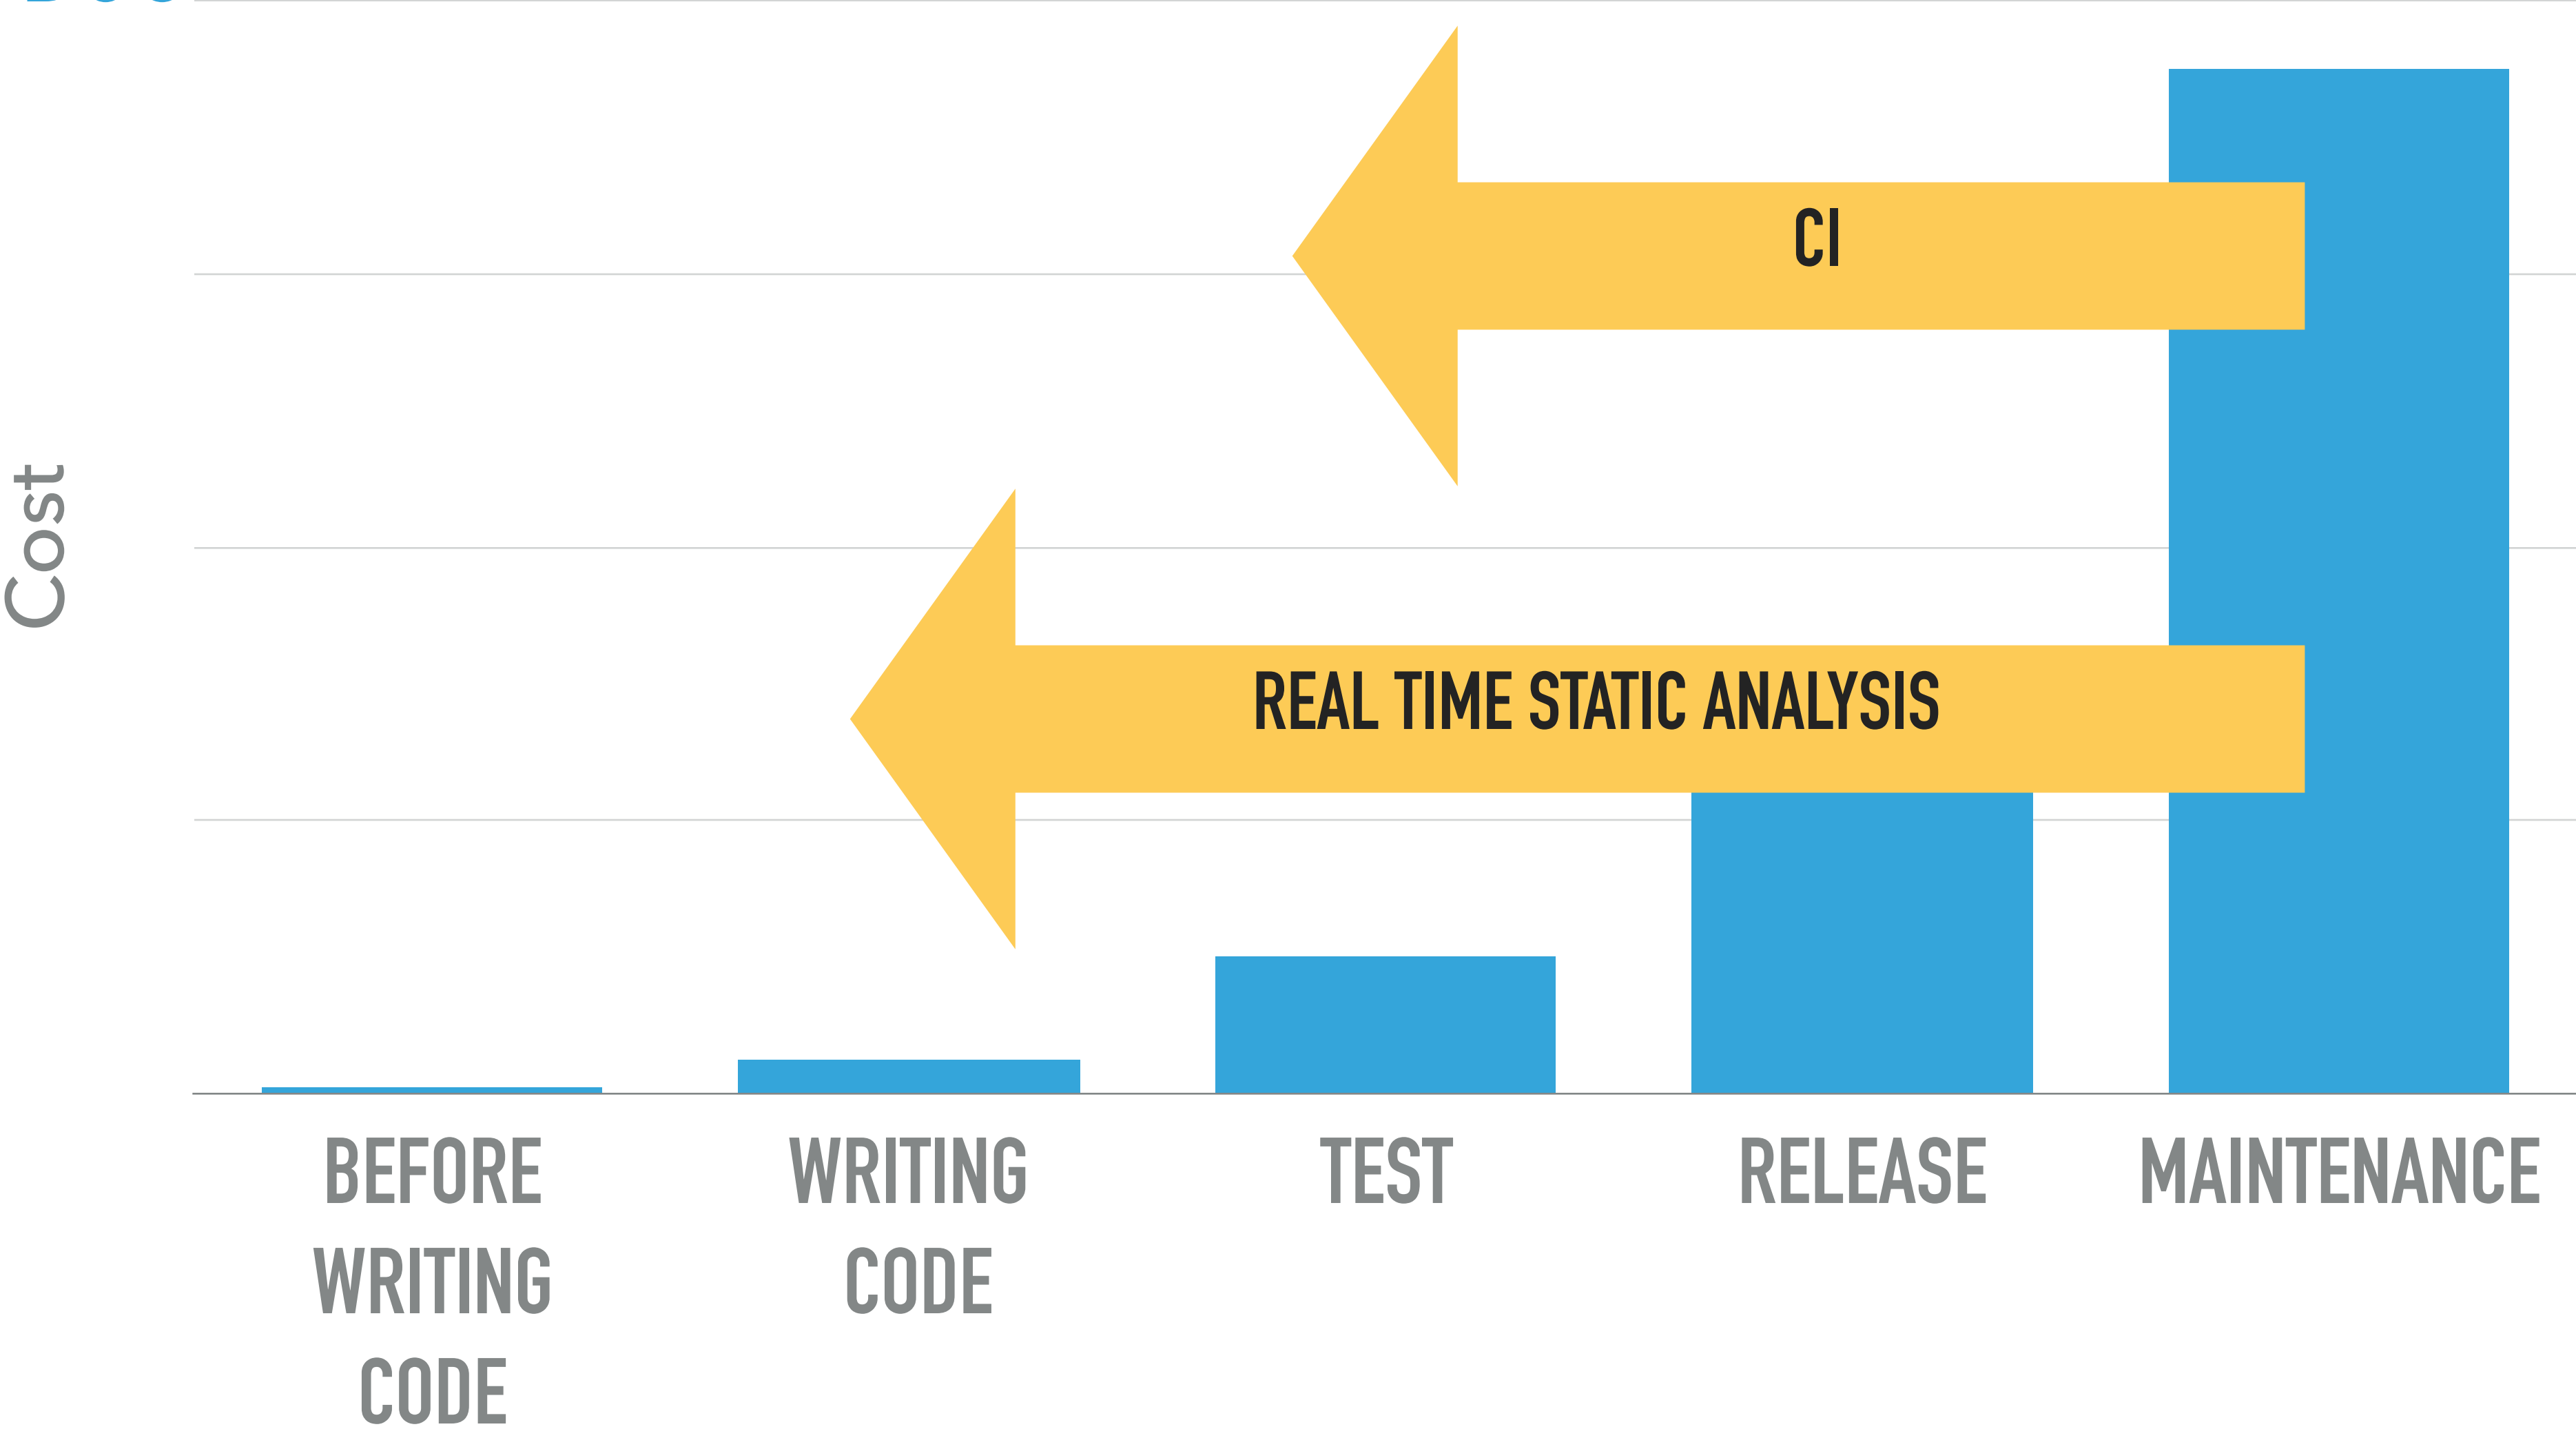 CI
Cost
REAL TIME STATIC ANALYSIS
BEFORE
WRITING
CODE
WRITING
CODE
TEST
RELEASE
MAINTENANCE